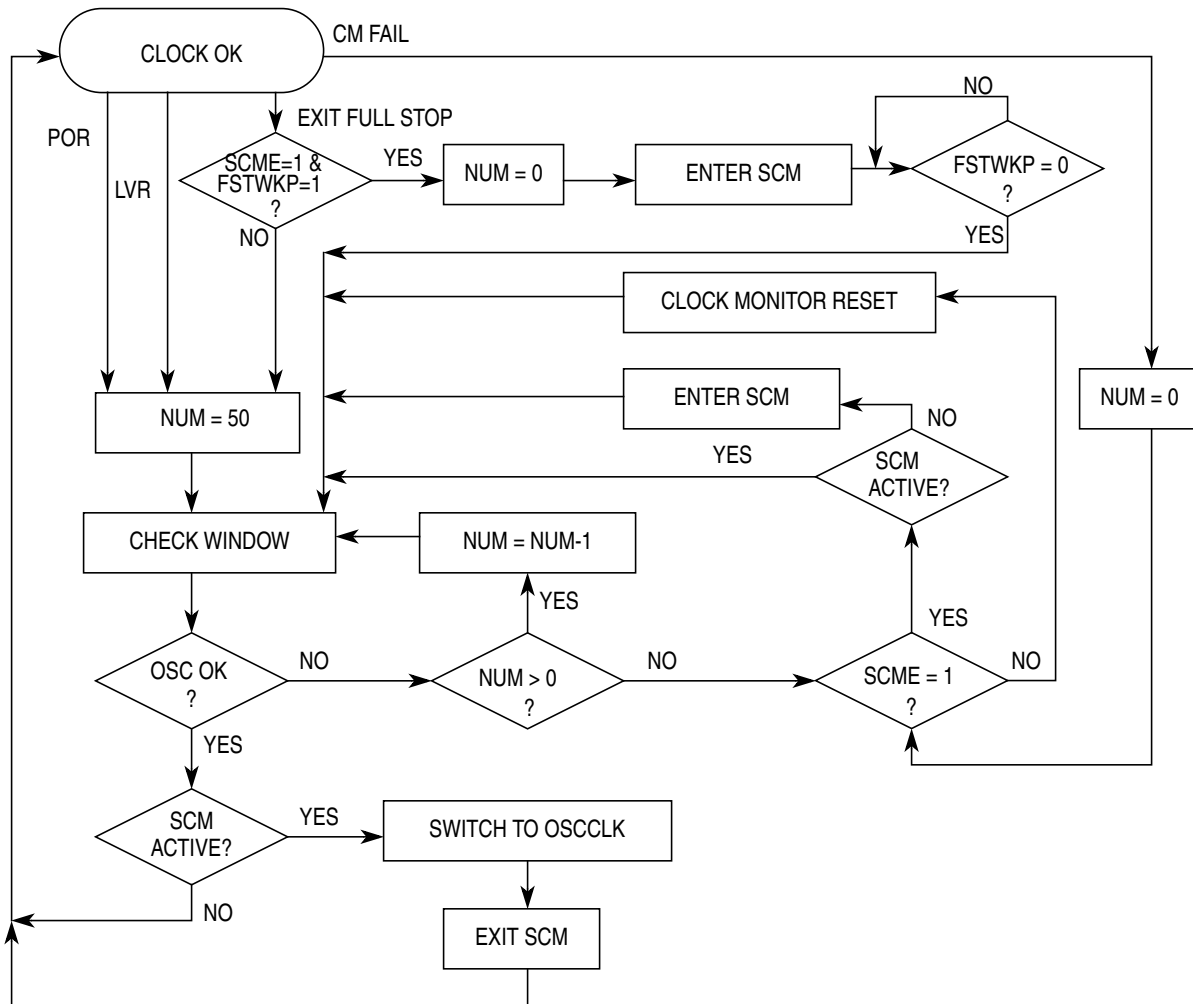 CM FAIL
CLOCK OK
EXIT FULL STOP
POR
LVR
SCME=1 &
FSTWKP=1
?
YES
NO
NUM = 0
ENTER SCM
NO
FSTWKP = 0
?
YES
CLOCK MONITOR RESET
ENTER SCM
NUM = 0
NUM = 50
NO
YES
SCM
ACTIVE?
CHECK WINDOW
NUM = NUM-1
YES
YES
OSC OK
?
NO
NUM > 0
?
NO
SCME = 1
?
NO
YES
SCM
ACTIVE?
YES
SWITCH TO OSCCLK
NO
EXIT SCM